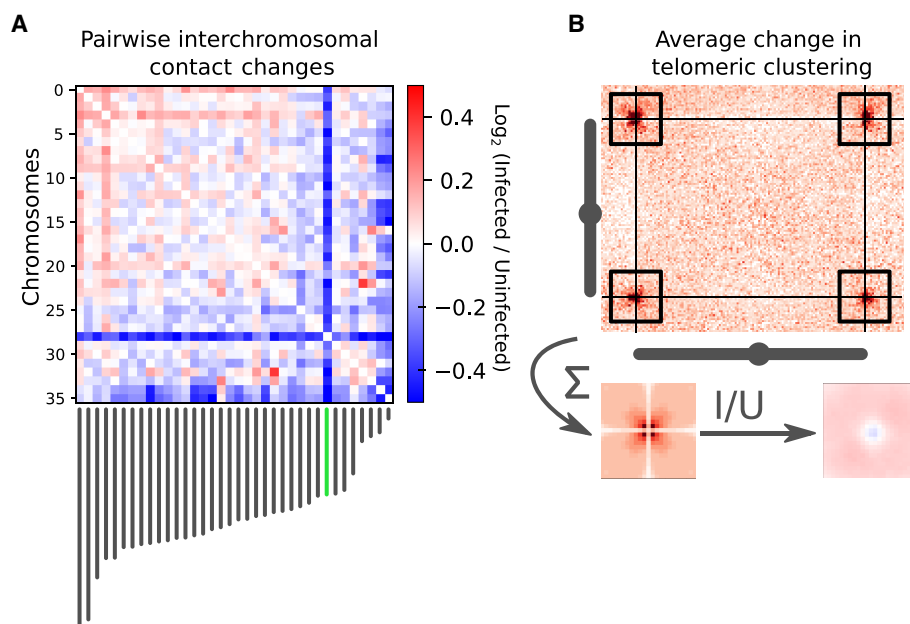 A
Pairwise interchromosomal
contact changes
0
5
10
15
20
25
30
35
Chromosomes
0.4
0.2
0.0
−0.2
−0.4
Log₂ (Infected / Uninfected)
B
Average change in
telomeric clustering
Σ
I/U